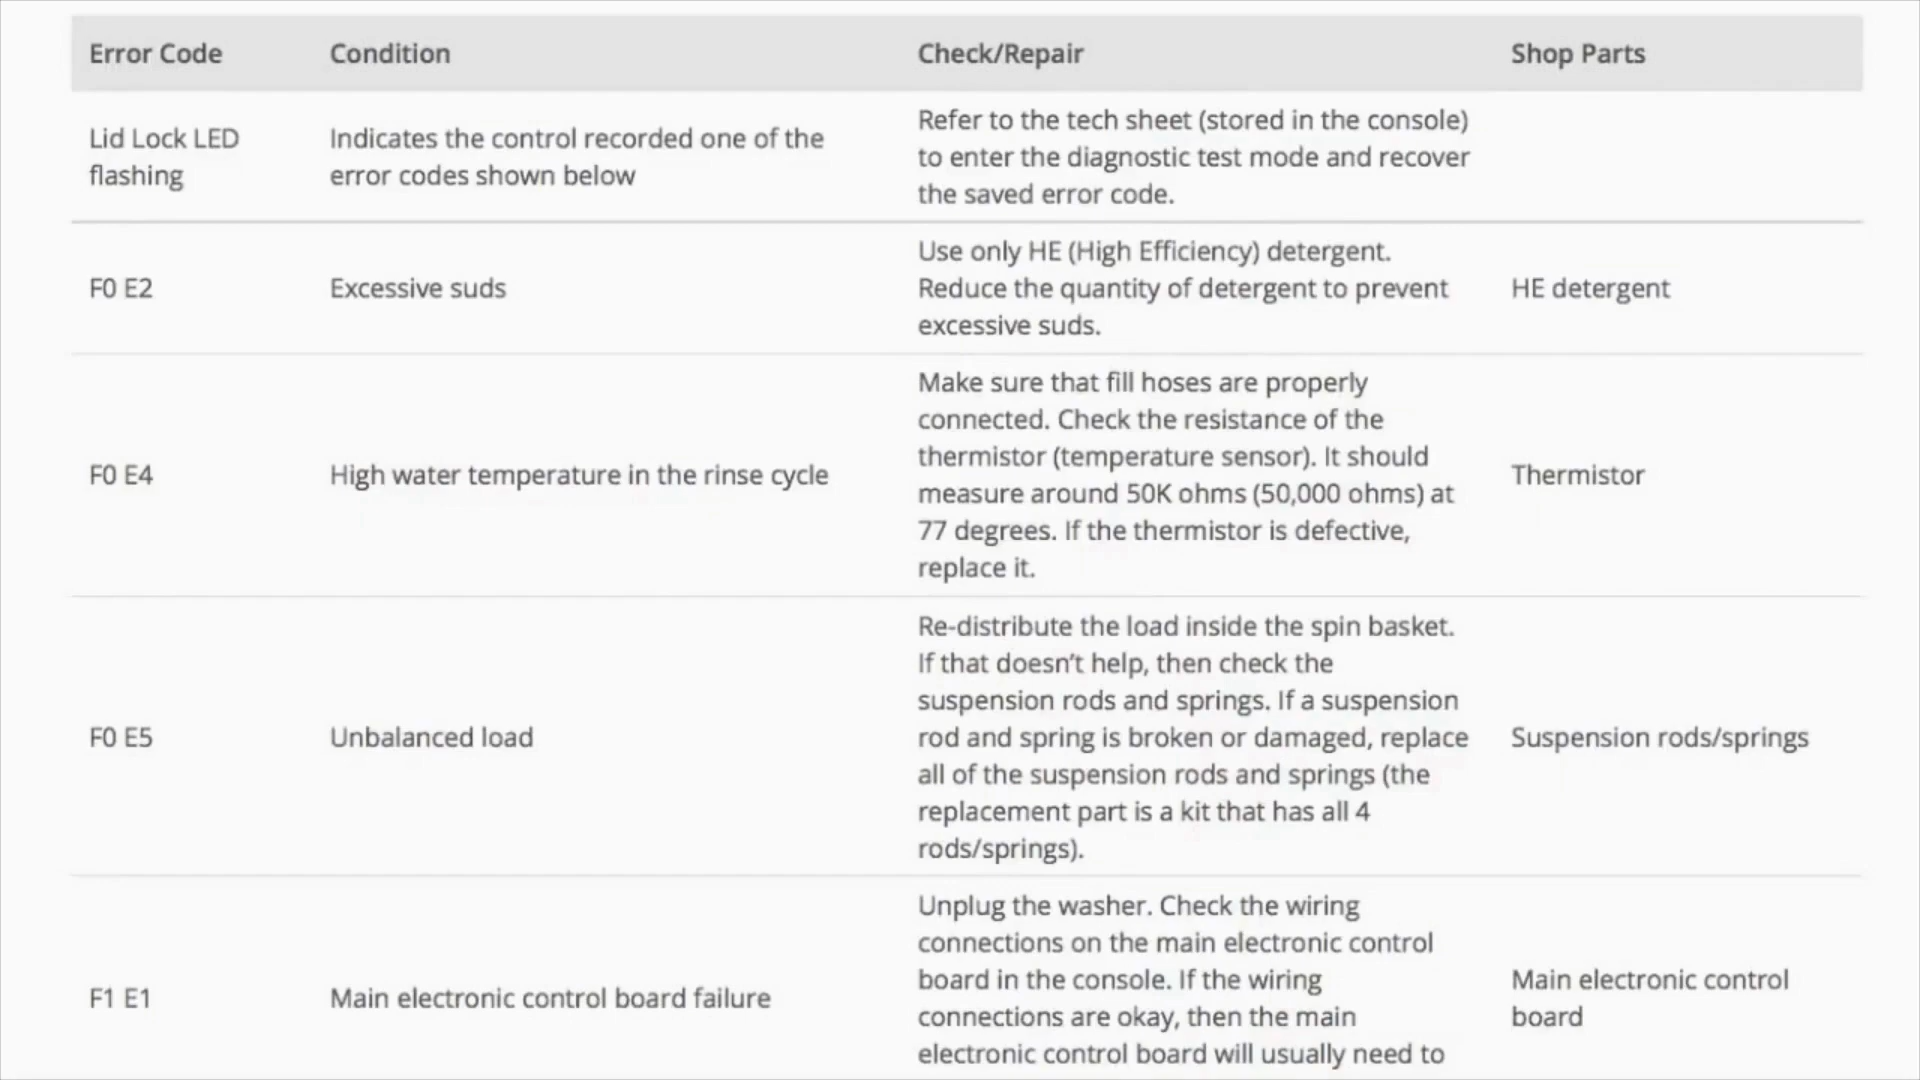 Error Code Condition Check/Repair Shop Parts
Lid Lock LED
flashing
Indicates the control recorded one of the
error codes shown below
Refer to the tech sheet (stored in the console)
to enter the diagnostic test mode and recover
the saved error code.
F0 E2
Excessive suds
Use only HE (High Efficiency) detergent.
Reduce the quantity of detergent to prevent
excessive suds.
HE detergent
F0 E4
High water temperature in the rinse cycle
Make sure that fill hoses are properly
connected. Check the resistance of the
thermistor (temperature sensor). It should
measure around 50K ohms (50,000 ohms) at
77 degrees. If the thermistor is defective,
replace it.
Thermistor
F0 E5
Unbalanced load
Re-distribute the load inside the spin basket.
If that doesn’t help, then check the
suspension rods and springs. If a suspension
rod and spring is broken or damaged, replace
all of the suspension rods and springs (the
replacement part is a kit that has all 4
rods/springs).
Suspension rods/springs
F1 E1
Main electronic control board failure
Unplug the washer. Check the wiring
connections on the main electronic control
board in the console. If the wiring
connections are okay, then the main
electronic control board will usually need to
Main electronic control
board